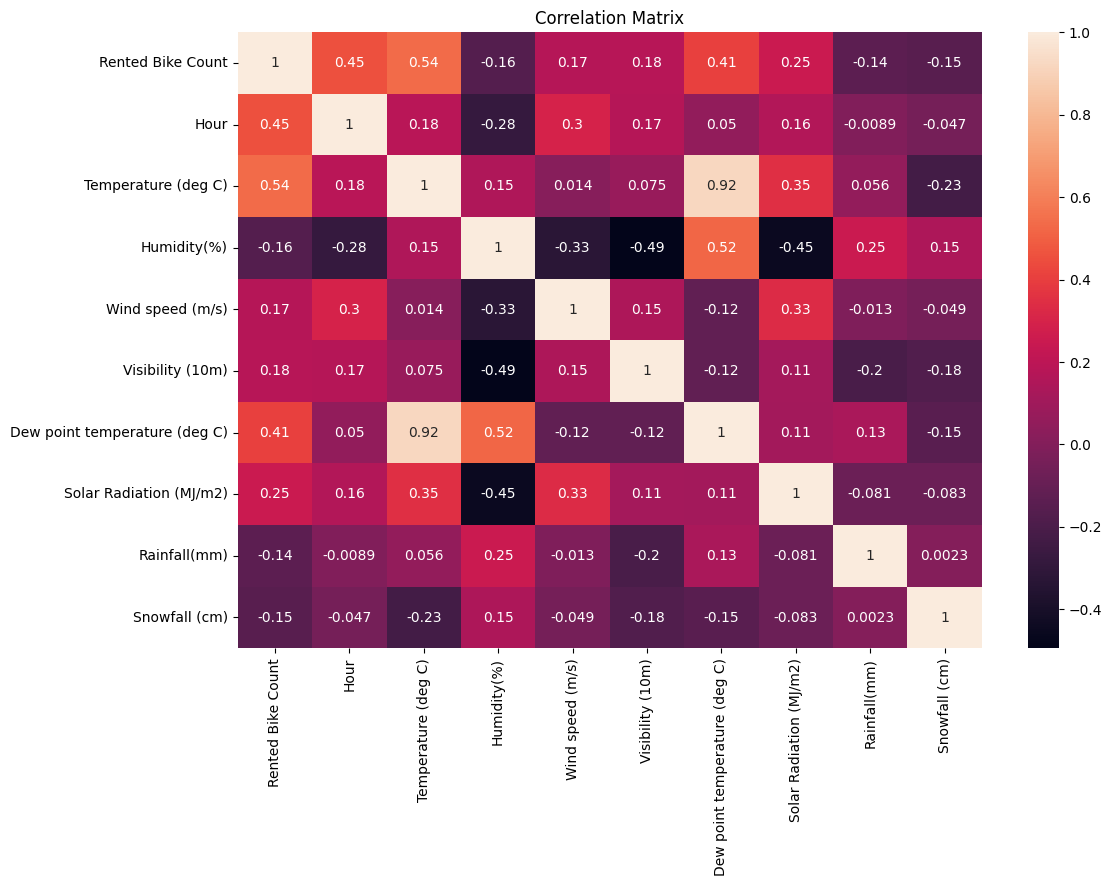 Correlation Matrix
Rented Bike Count 1 0.45 0.54 -0.16 0.17 0.18 0.41 0.25 -0.14 -0.15
Hour 0.45 1 0.18 -0.28 0.3 0.17 0.05 0.16 -0.0089 -0.047
Temperature (deg C) 0.54 0.18 1 0.15 0.014 0.075 0.92 0.35 0.056 -0.23
Humidity(%) -0.16 -0.28 0.15 1 -0.33 -0.49 0.52 -0.45 0.25 0.15
Wind speed (m/s) 0.17 0.3 0.014 -0.33 1 0.15 -0.12 0.33 -0.013 -0.049
Visibility (10m) 0.18 0.17 0.075 -0.49 0.15 1 -0.12 0.11 -0.2 -0.18
Dew point temperature (deg C) 0.41 0.05 0.92 0.52 -0.12 -0.12 1 0.11 0.13 -0.15
Solar Radiation (MJ/m2) 0.25 0.16 0.35 -0.45 0.33 0.11 0.11 1 -0.081 -0.083
Rainfall(mm) -0.14 -0.0089 0.056 0.25 -0.013 -0.2 0.13 -0.081 1 0.0023
Snowfall (cm) -0.15 -0.047 -0.23 0.15 -0.049 -0.18 -0.15 -0.083 0.0023 1
Rented Bike Count
Hour
Temperature (deg C)
Humidity(%)
Wind speed (m/s)
Visibility (10m)
Dew point temperature (deg C)
Solar Radiation (MJ/m2)
Rainfall(mm)
Snowfall (cm)
1.0
0.8
0.6
0.4
0.2
0.0
−0.2
−0.4